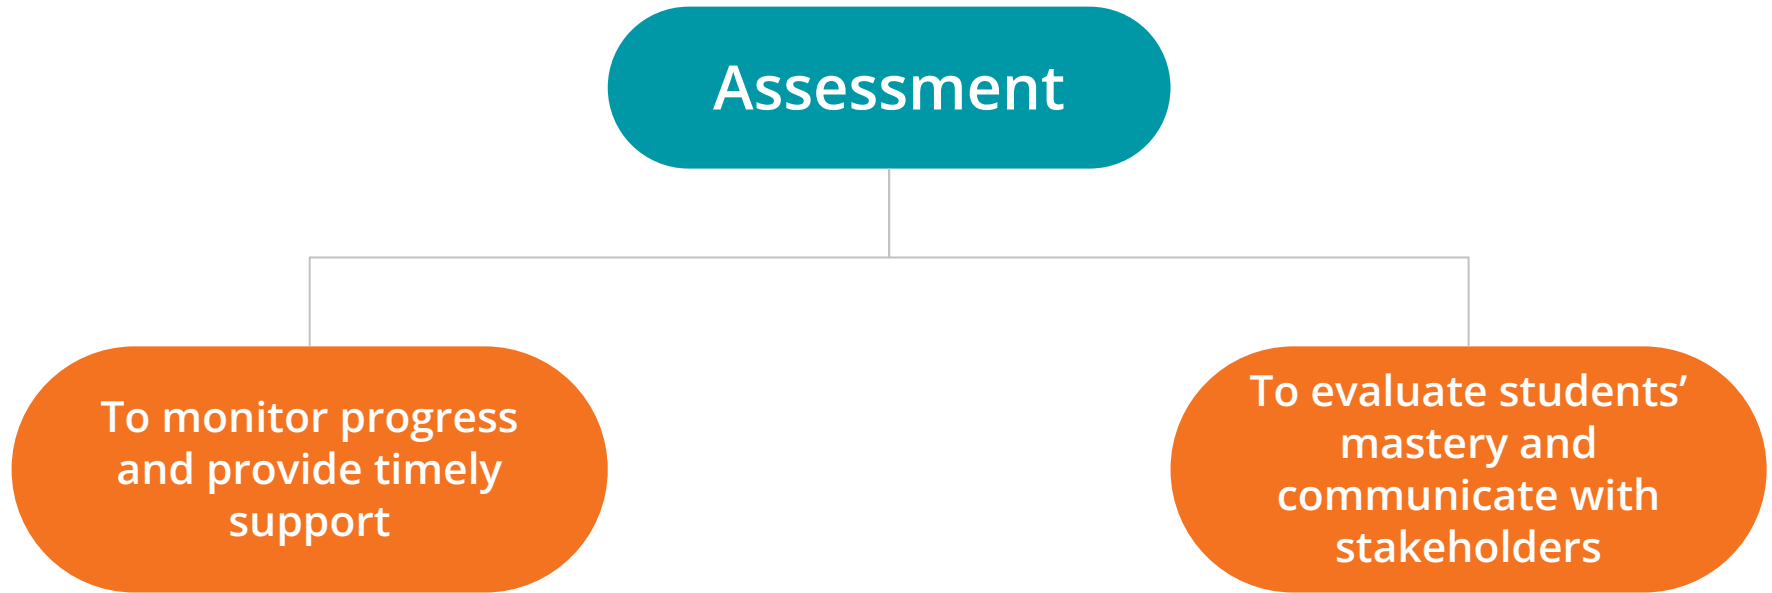 Assessment
To monitor progress
and provide timely
support
To evaluate students’
mastery and
communicate with
stakeholders